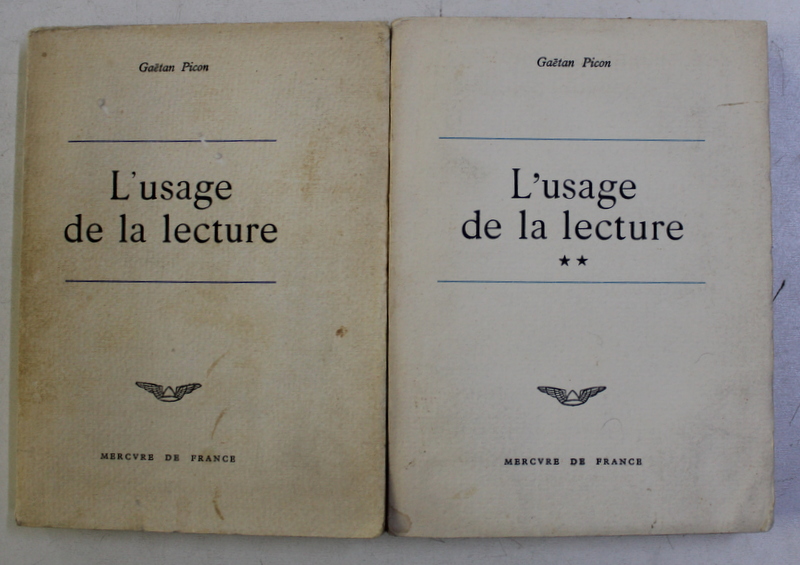 Gaëtan Picon
L'usage
de la lecture
MERCVRE DE FRANCE
Gaëtan Picon
L'usage
de la lecture
★★
MERCVRE DE FRANCE